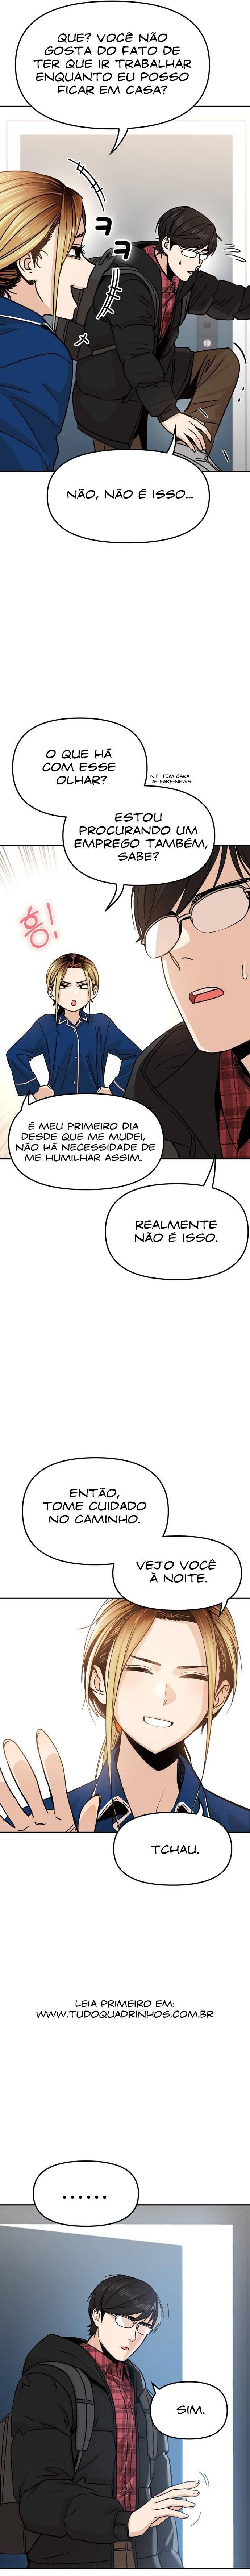 QUE? VOCÊ NÃO
GOSTA DO FATO DE
TER QUE IR TRABALHAR
ENQUANTO EU POSSO
FICAR EM CASA?
쿡
쿡
NÃO, NÃO É ISSO...
O QUE HÁ
COM ESSE
OLHAR?
NT: TEM CARA
DE FAKE-NEWS
ESTOU
PROCURANDO UM
EMPREGO TAMBÉM,
SABE?
흥!
É MEU PRIMEIRO DIA
DESDE QUE ME MUDEI,
NÃO HÁ NECESSIDADE DE
ME HUMILHAR ASSIM.
REALMENTE
NÃO É ISSO.
ENTÃO,
TOME CUIDADO
NO CAMINHO.
VEJO VOCÊ
À NOITE.
TCHAU.
LEIA PRIMEIRO EM:
WWW.TUDOQUADRINHOS.COM.BR
......
SIM.